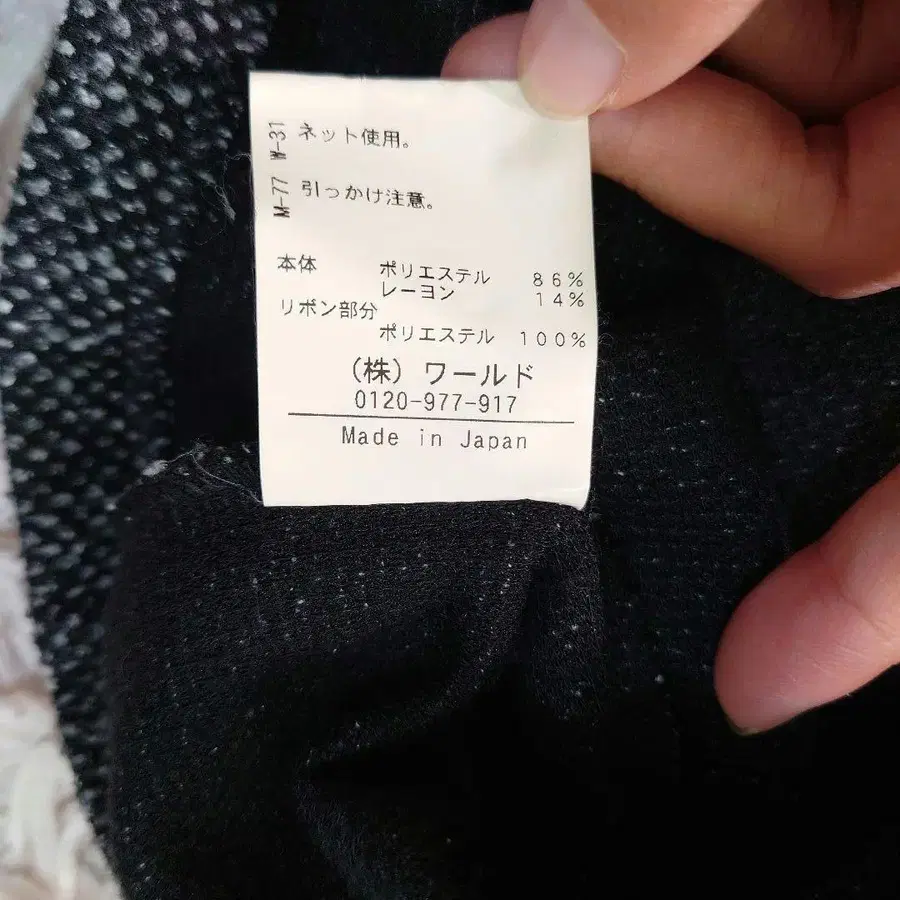 W-31 ネット使用。
M-77 引っかけ注意。
本体 ポリエステル 86%
レーヨン 14%
リボン部分
ポリエステル 100%
(株) ワールド
0120-977-917
Made in Japan